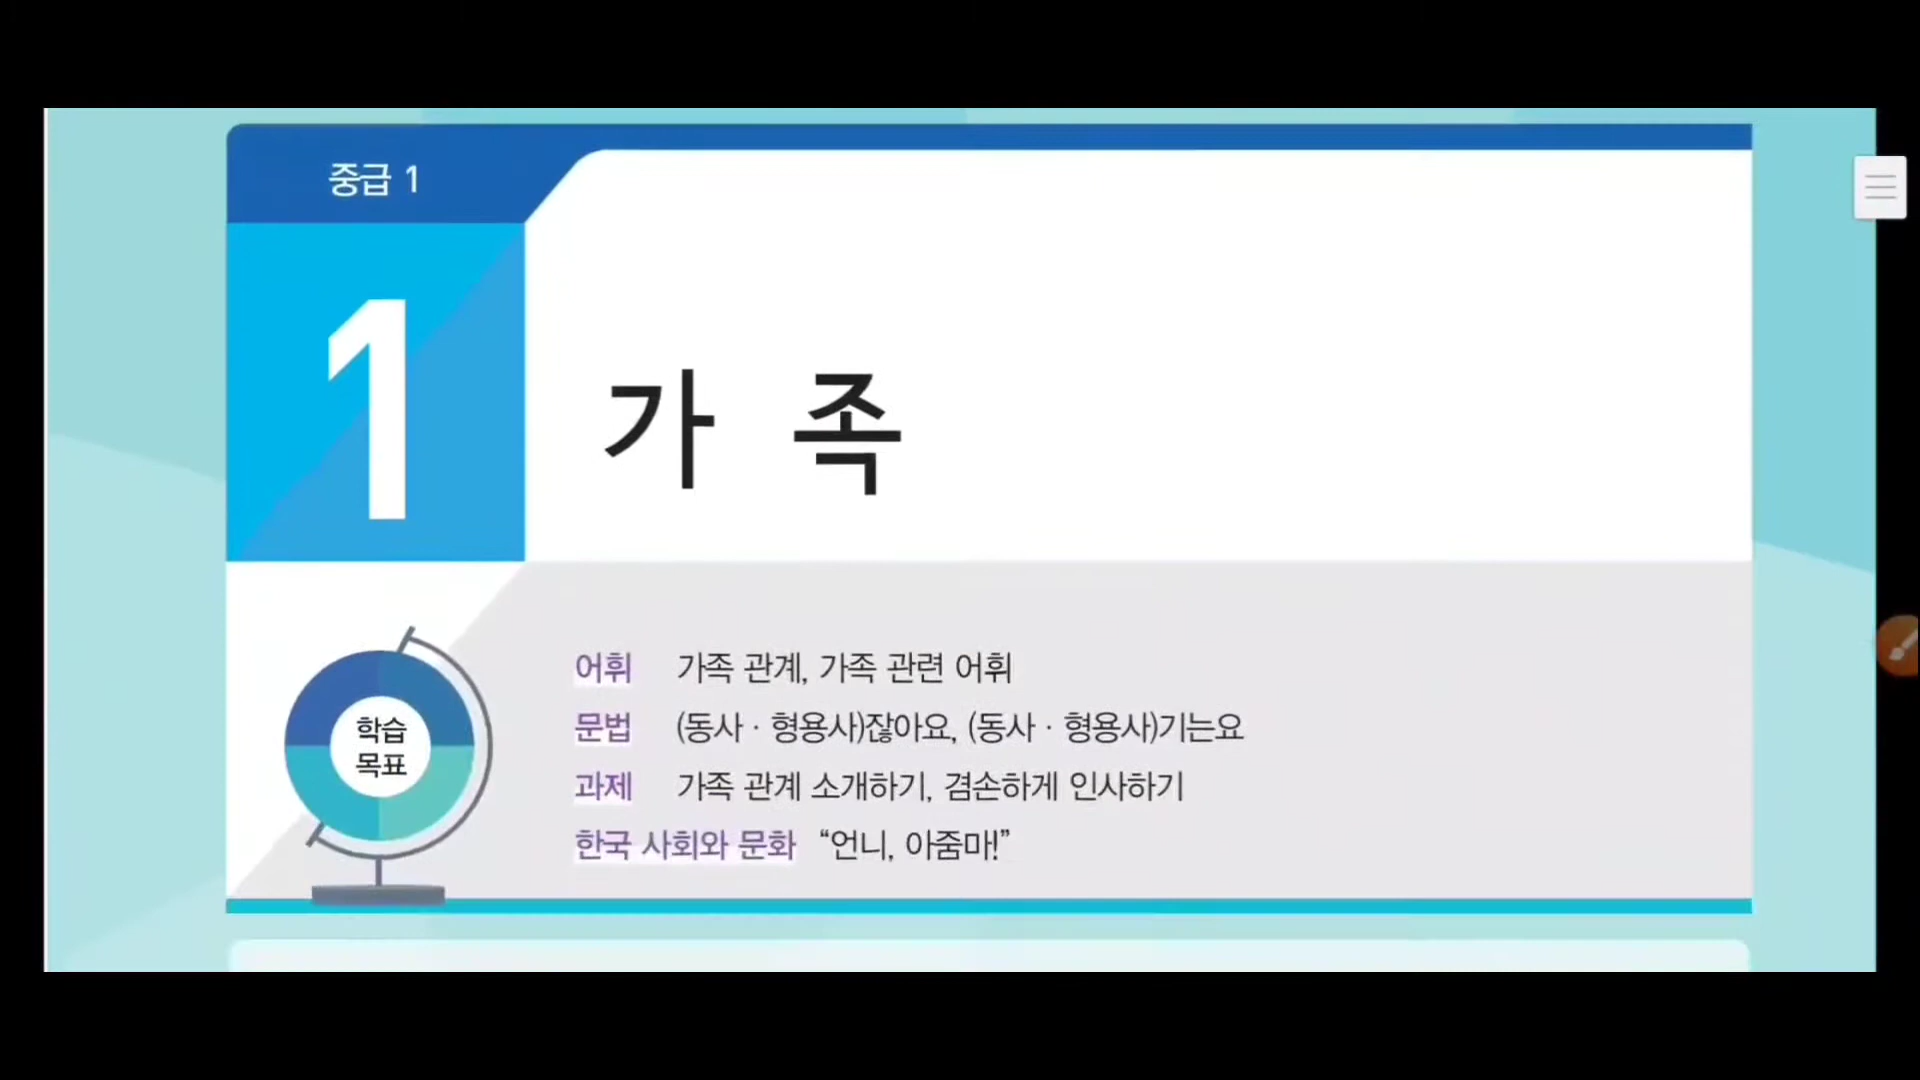 중급 1
1
가 족
학습
목표
어휘 가족 관계, 가족 관련 어휘
문법 (동사 · 형용사)잖아요, (동사 · 형용사)기는요
과제 가족 관계 소개하기, 겸손하게 인사하기
한국 사회와 문화 “언니, 아줌마!”